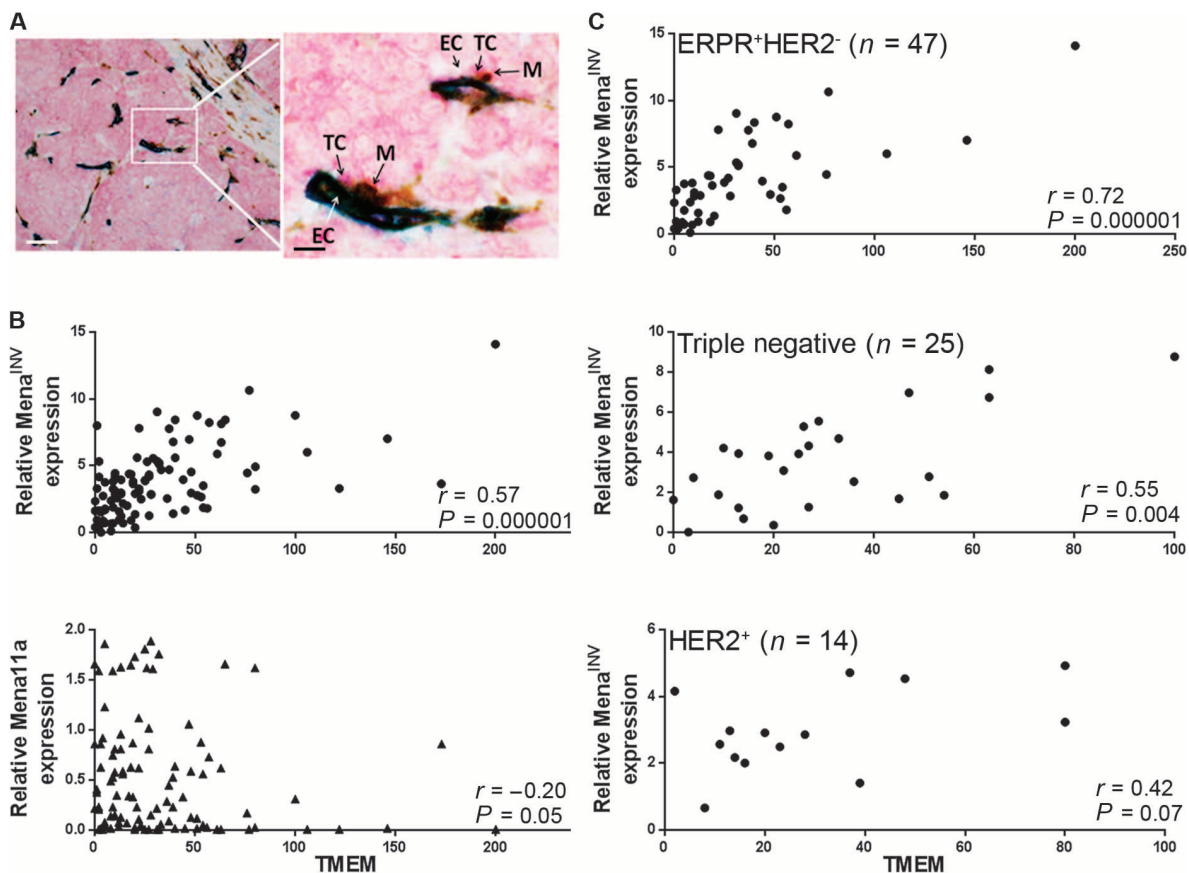 A
EC TC
M
TC
M
EC
B
Relative Mena^INV
expression
15
10
5
0
0 50 100 150 200
r = 0.57
P = 0.000001
Relative Mena11a
expression
2.0
1.5
1.0
0.5
0.0
0 50 100 150 200
TMEM
r = −0.20
P = 0.05
C
ERPR⁺HER2⁻ (n = 47)
Relative Mena^INV
expression
15
10
5
0
0 50 100 150 200 250
r = 0.72
P = 0.000001
Triple negative (n = 25)
Relative Mena^INV
expression
10
8
6
4
2
0
0 20 40 60 80 100
r = 0.55
P = 0.004
HER2⁺ (n = 14)
Relative Mena^INV
expression
6
4
2
0
0 20 40 60 80 100
TMEM
r = 0.42
P = 0.07